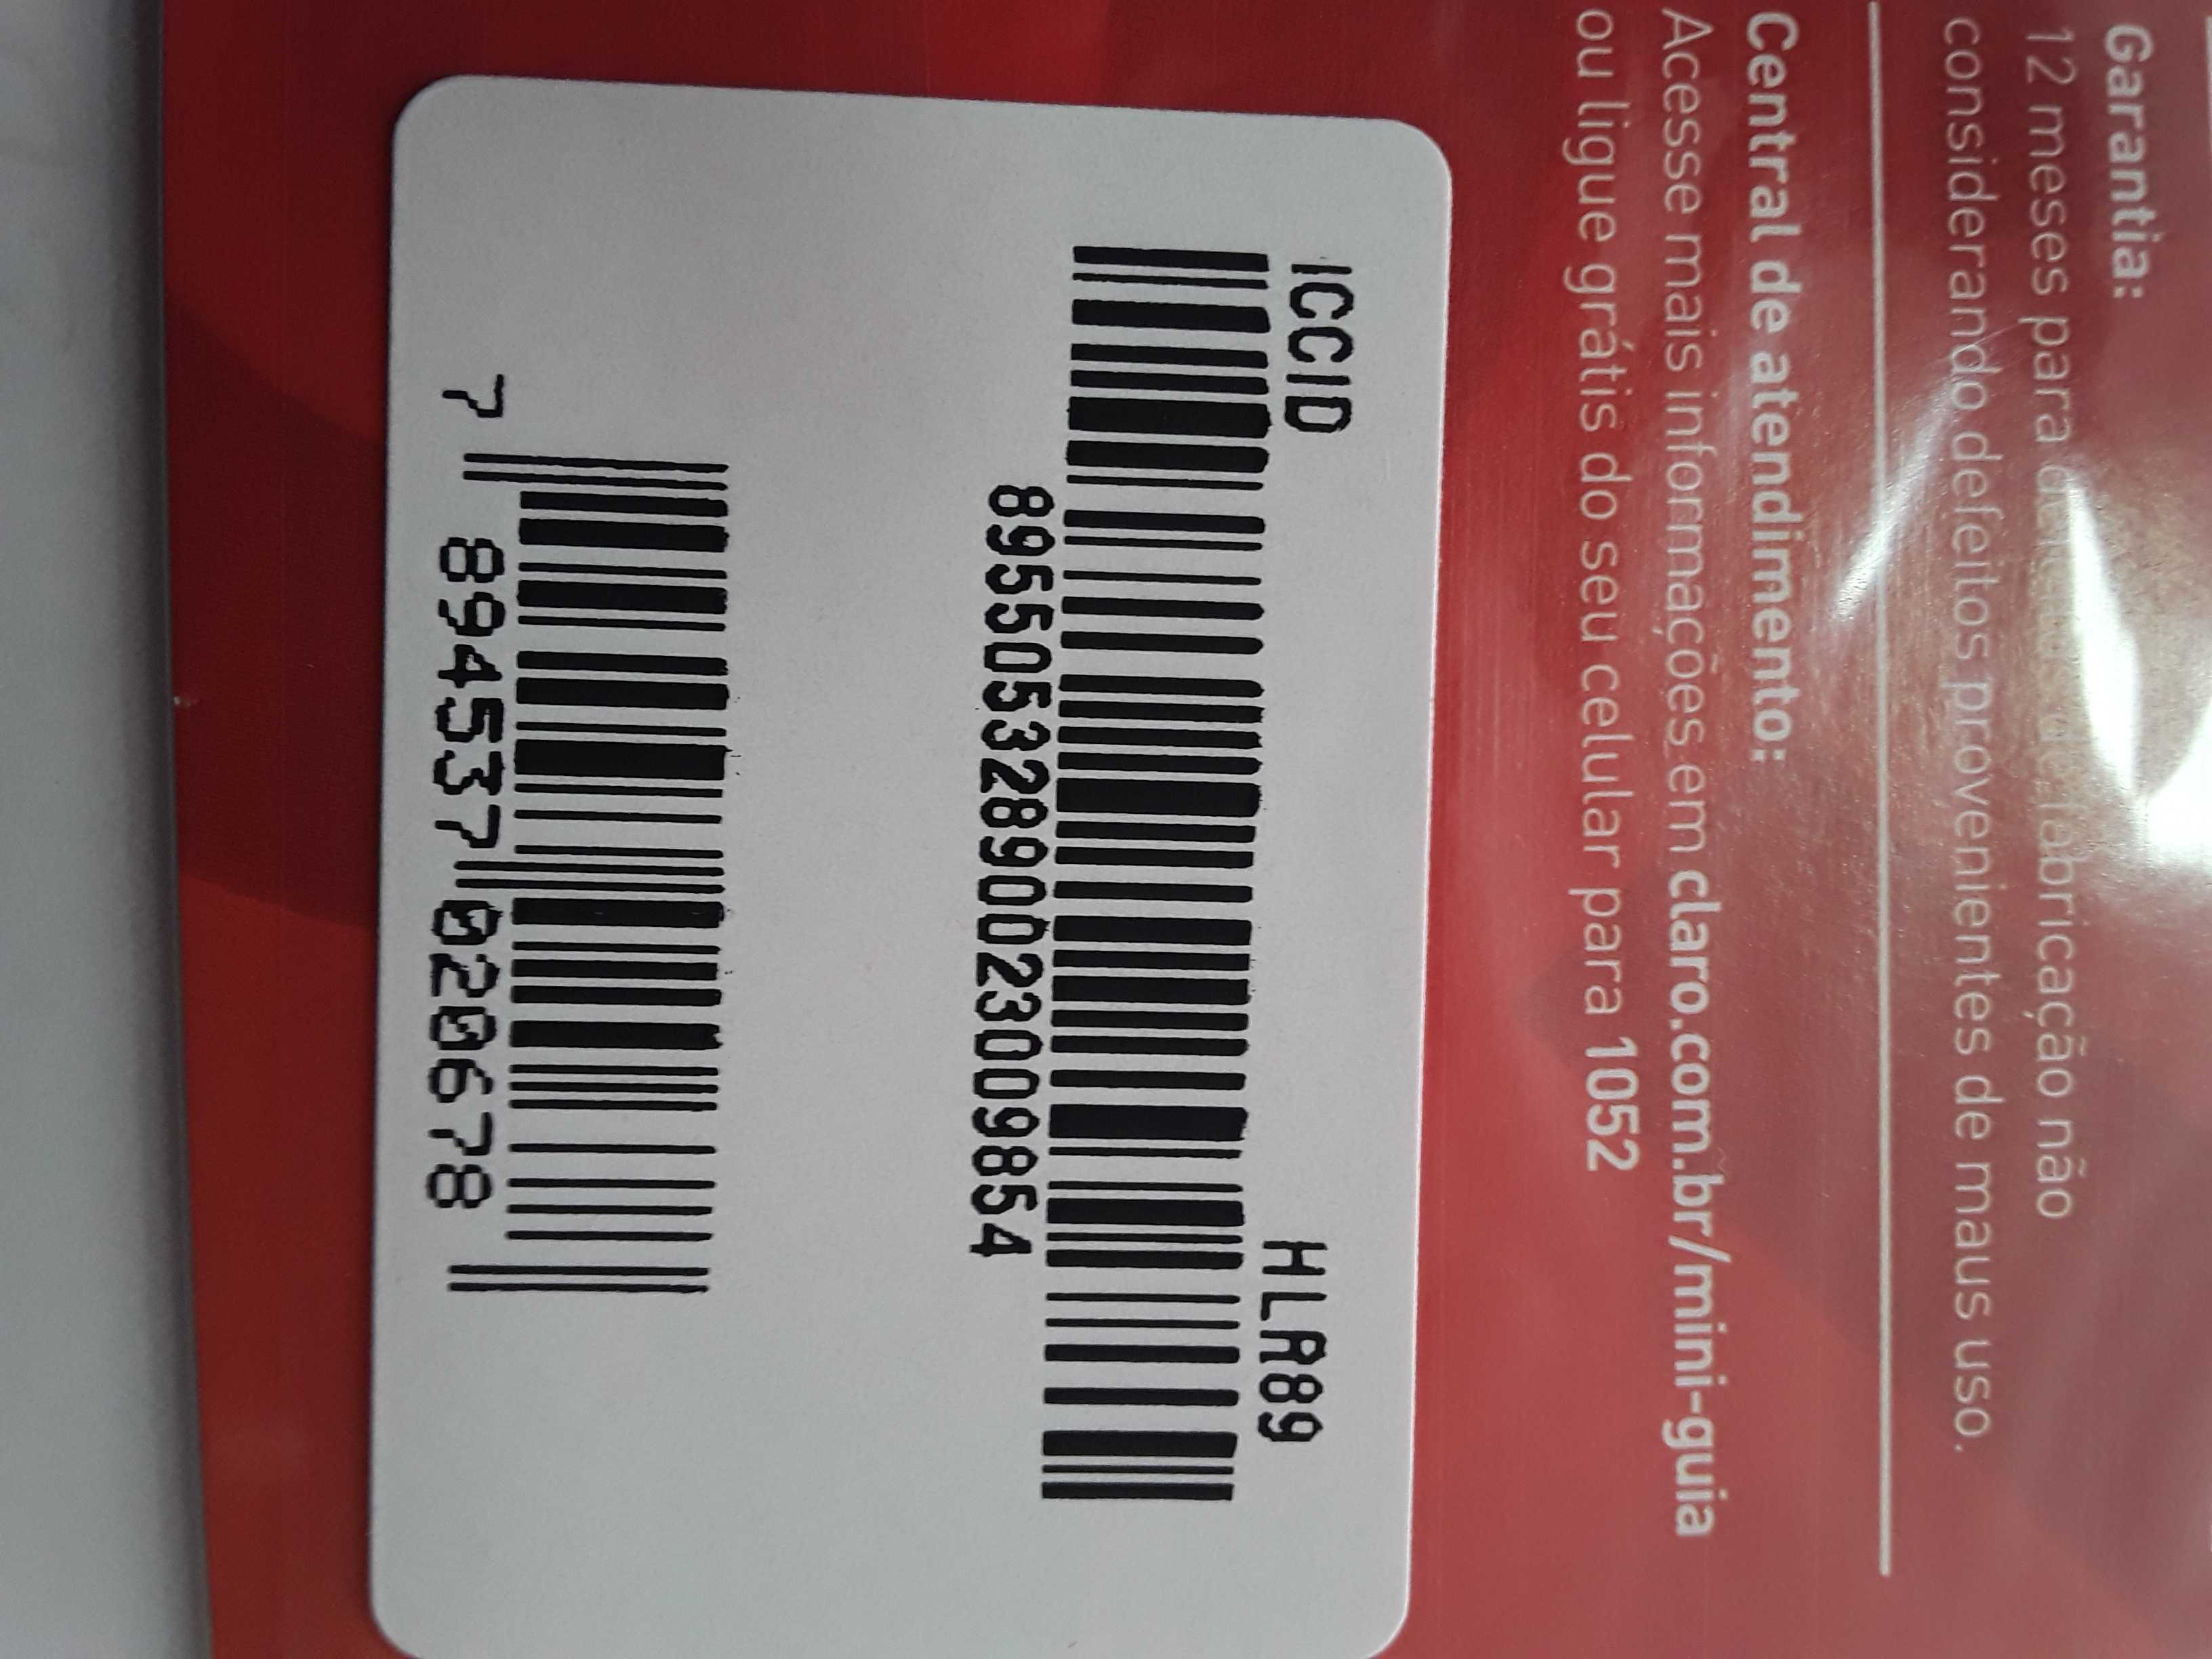 Garantia:
12 meses para defeitos de fabricação não
considerando defeitos provenientes de maus uso.
Central de atendimento:
Acesse mais informações em claro.com.br/mini-guia
ou ligue grátis do seu celular para 1052
ICCID HLR89
89550532890023009854
7 894537 020678